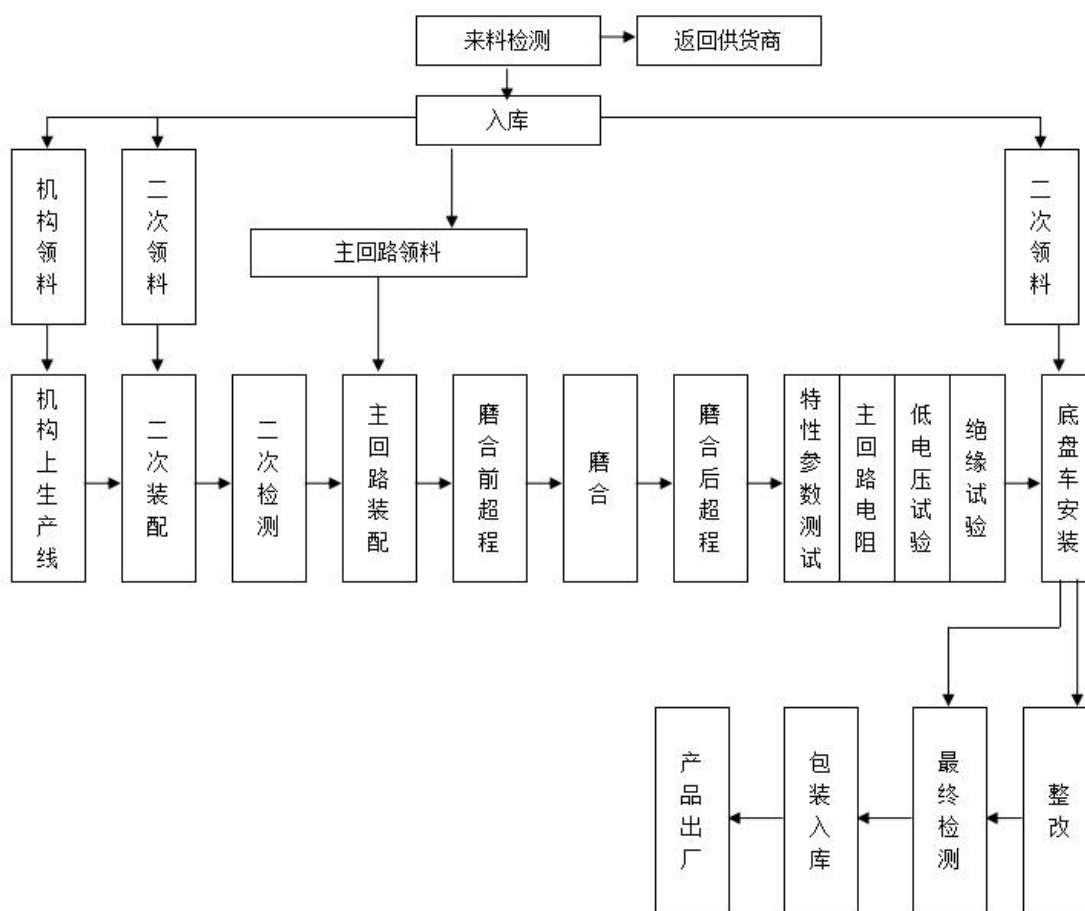 来料检测
返回供货商
入库
机构领料
二次领料
主回路领料
二次领料
机构上生产线
二次装配
二次检测
主回路装配
磨合前超程
磨合
磨合后超程
特性参数测试
主回路电阻
低电压试验
绝缘试验
底盘车安装
产品出厂
包装入库
最终检测
整改